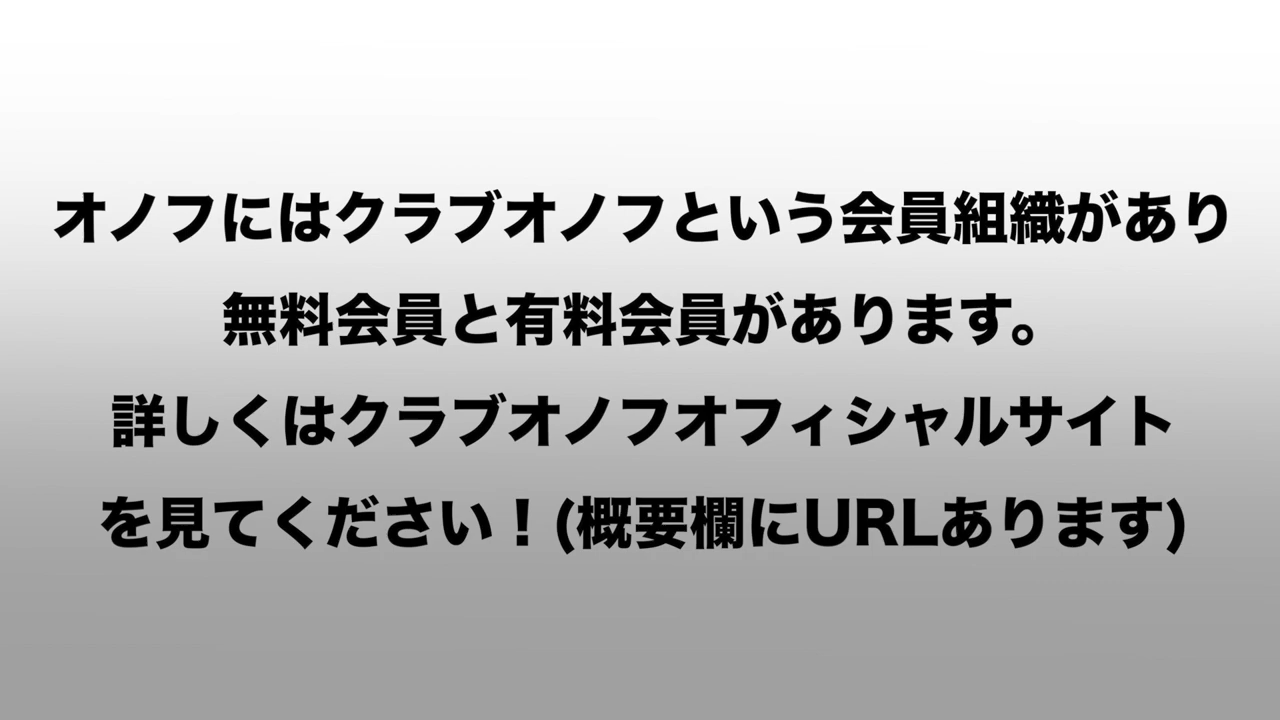 オノフにはクラブオノフという会員組織があり
無料会員と有料会員があります。
詳しくはクラブオノフオフィシャルサイト
を見てください！(概要欄にURLあります)